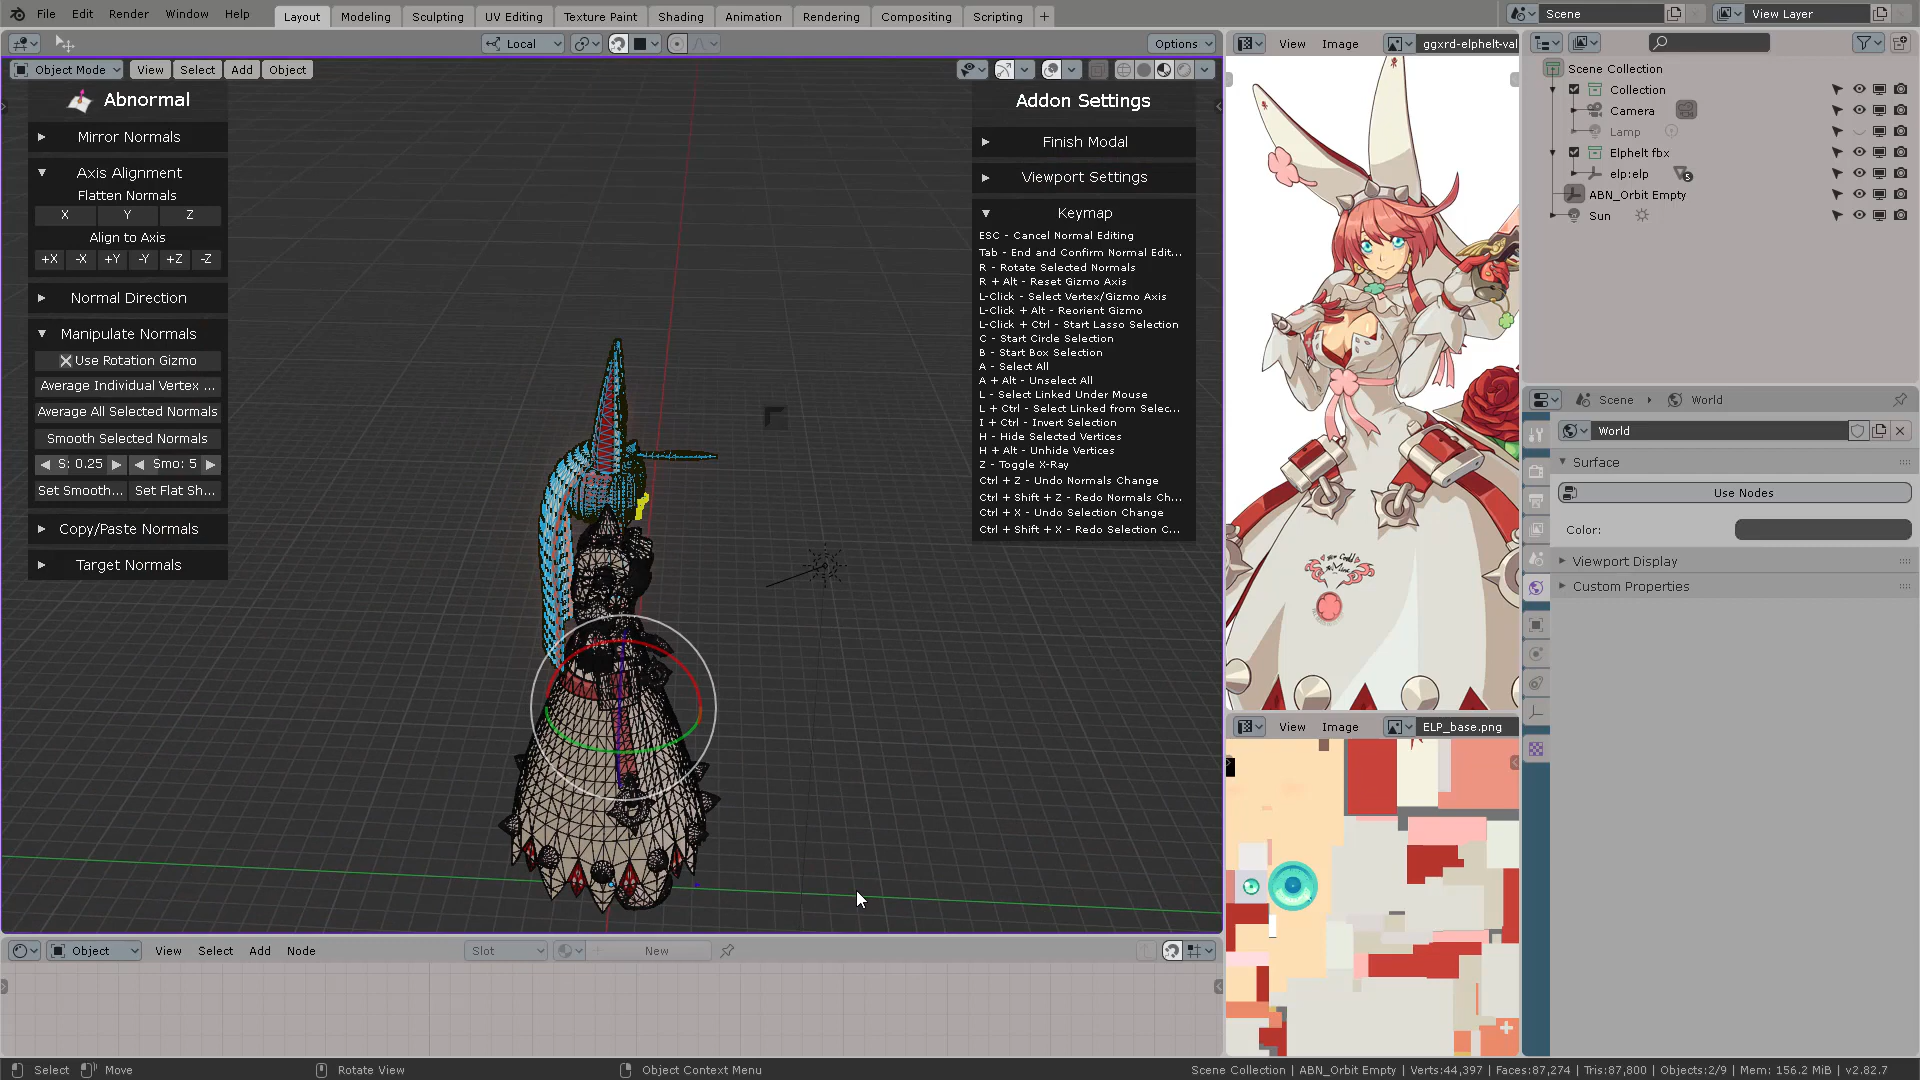 File Edit Render Window Help
Layout Modeling Sculpting UV Editing Texture Paint Shading Animation Rendering Compositing Scripting +
Scene
View Layer
Local
Options
View Image ggxrd-elphelt-val
Object Mode View Select Add Object
Abnormal
Mirror Normals
Axis Alignment
Flatten Normals
X Y Z
Align to Axis
+X -X +Y -Y +Z -Z
Normal Direction
Manipulate Normals
Use Rotation Gizmo
Average Individual Vertex ...
Average All Selected Normals
Smooth Selected Normals
S: 0.25 Smo: 5
Set Smooth... Set Flat Sh...
Copy/Paste Normals
Target Normals
Addon Settings
Finish Modal
Viewport Settings
Keymap
ESC - Cancel Normal Editing
Tab - End and Confirm Normal Edit...
R - Rotate Selected Normals
R + Alt - Reset Gizmo Axis
L-Click - Select Vertex/Gizmo Axis
L-Click + Alt - Reorient Gizmo
L-Click + Ctrl - Start Lasso Selection
C - Start Circle Selection
B - Start Box Selection
A - Select All
A + Alt - Unselect All
L - Select Linked Under Mouse
L + Ctrl - Select Linked from Selec...
I + Ctrl - Invert Selection
H - Hide Selected Vertices
H + Alt - Unhide Vertices
Z - Toggle X-Ray
Ctrl + Z - Undo Normals Change
Ctrl + Shift + Z - Redo Normals Ch...
Ctrl + X - Undo Selection Change
Ctrl + Shift + X - Redo Selection C...
Scene Collection
Collection
Camera
Lamp
Elphelt fbx
elp:elp 5
ABN_Orbit Empty
Sun
Scene World
World
Surface
Use Nodes
Color:
Viewport Display
Custom Properties
View Image ELP_base.png
Object View Select Add Node Slot New
Select Move Rotate View Object Context Menu
Scene Collection | ABN_Orbit Empty | Verts:44,397 | Faces:87,274 | Tris:87,800 | Objects:2/9 | Mem: 156.2 MiB | v2.82.7